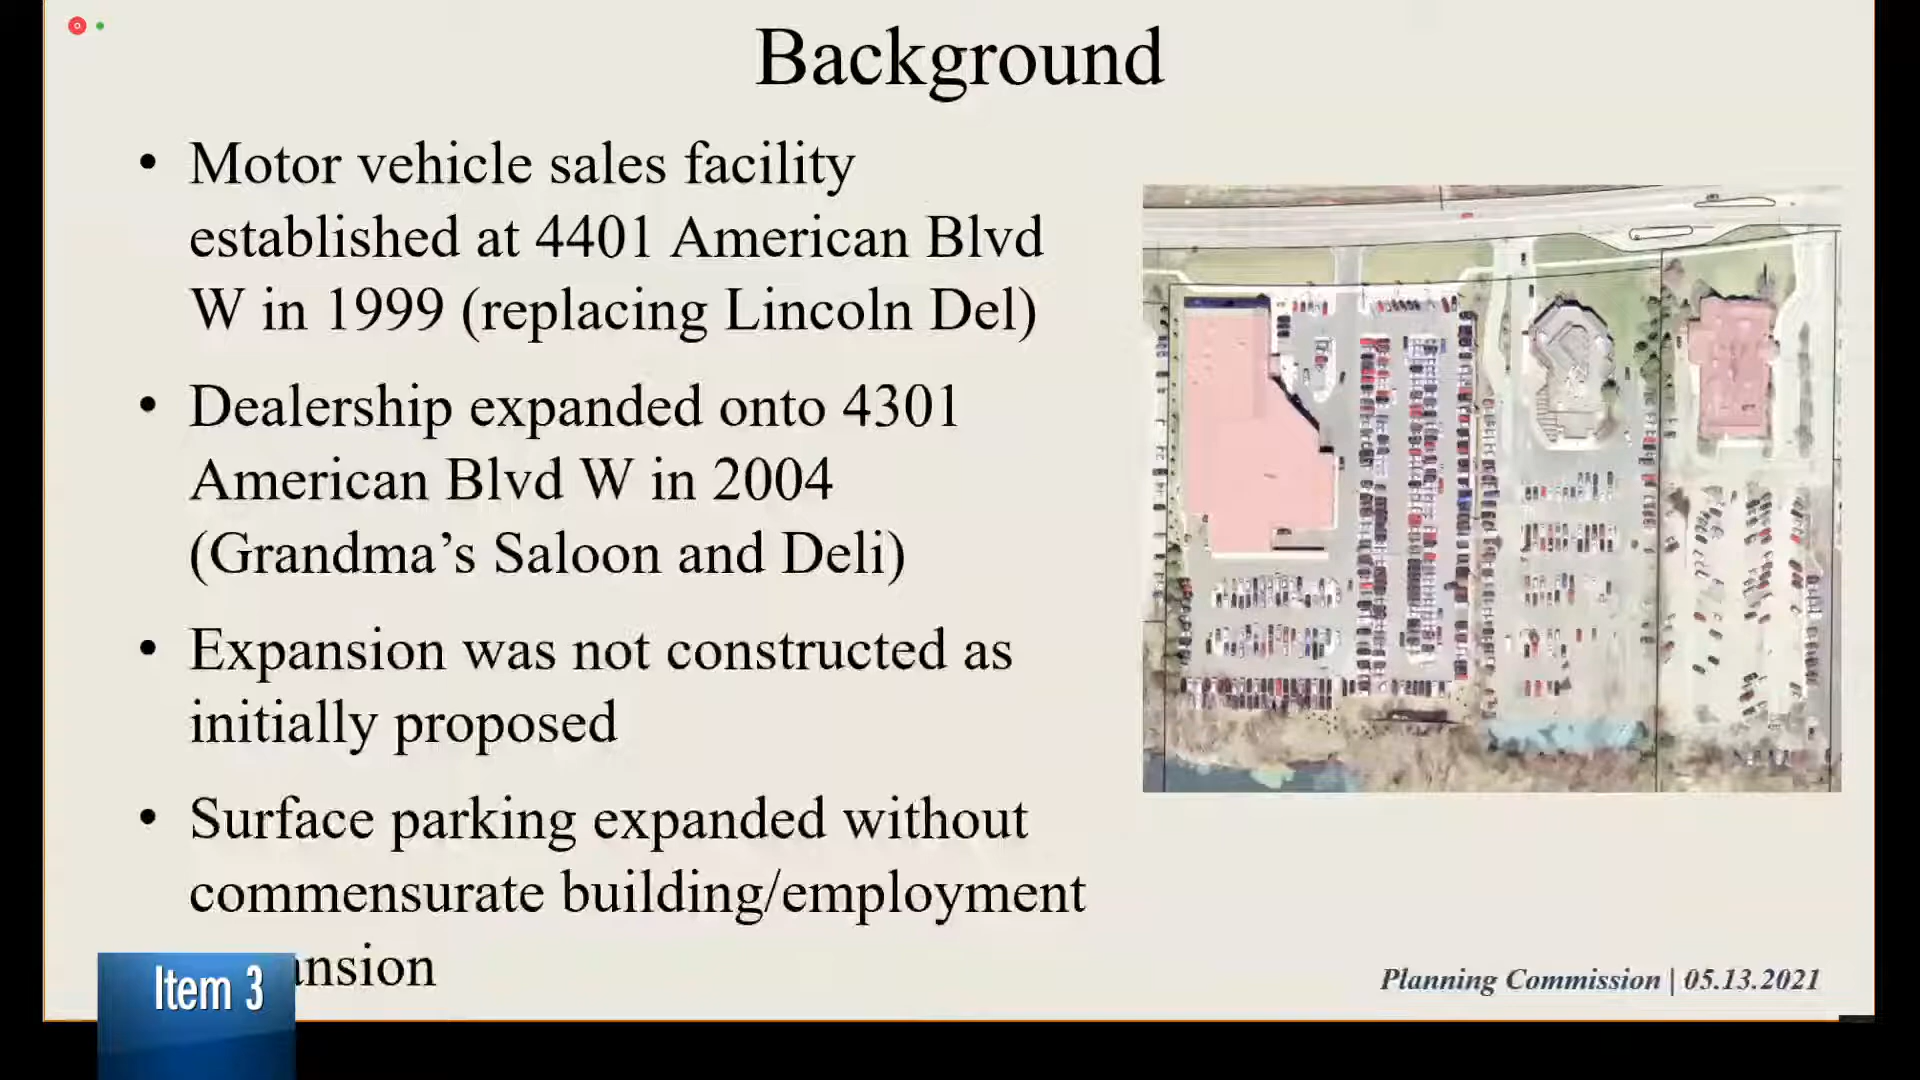 Background
• Motor vehicle sales facility
established at 4401 American Blvd
W in 1999 (replacing Lincoln Del)
• Dealership expanded onto 4301
American Blvd W in 2004
(Grandma’s Saloon and Deli)
• Expansion was not constructed as
initially proposed
• Surface parking expanded without
commensurate building/employment
ansion
Item 3
Planning Commission | 05.13.2021